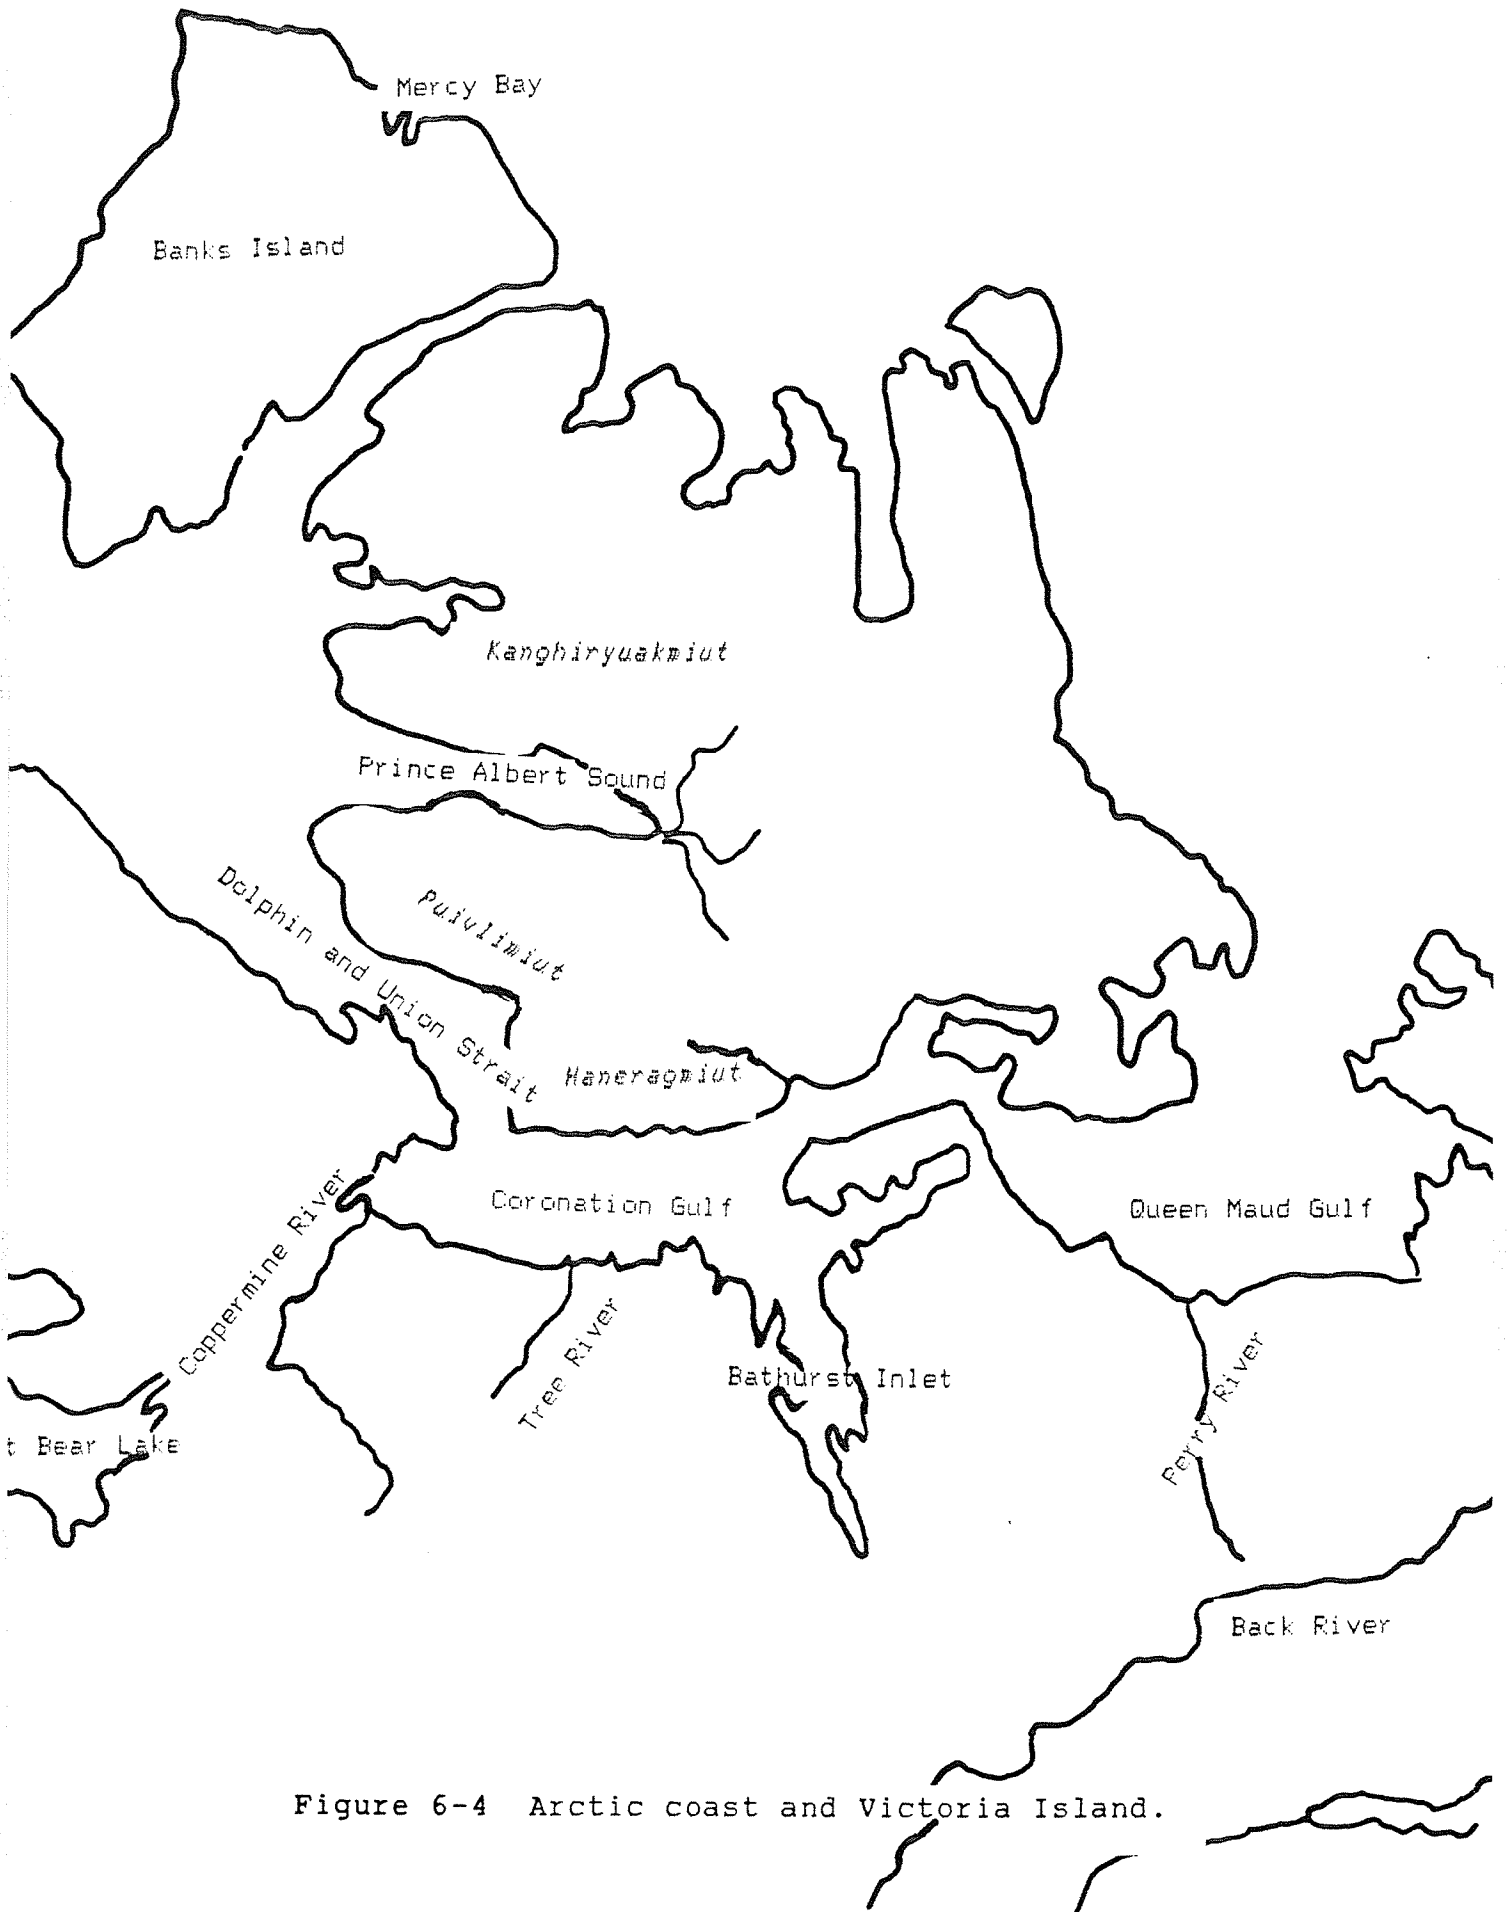 Mercy Bay
Banks Island
Kanghiryuakmiut
Prince Albert Sound
Dolphin and Union Strait
Puivlimiut
Haneragmiut
Coppermine River
Coronation Gulf
Queen Maud Gulf
Tree River
Bathurst Inlet
Perry River
t Bear Lake
Back River
Figure 6-4 Arctic coast and Victoria Island.